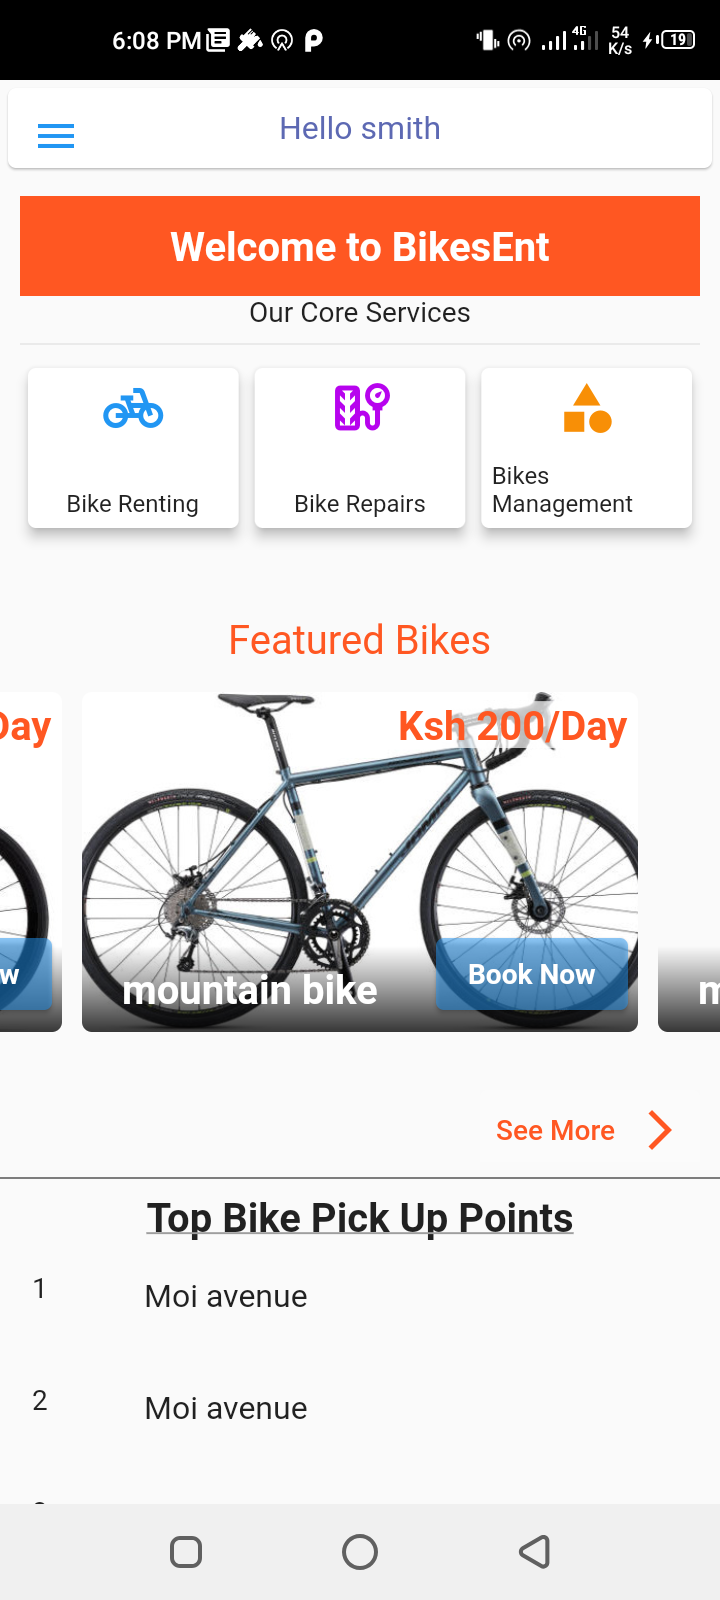 6:08 PM
4G
54
K/s
19
Hello smith
Welcome to BikesEnt
Our Core Services
Bike Renting
Bike Repairs
Bikes
Management
Featured Bikes
Day
Ksh 200/Day
JAMIS
w
mountain bike
Book Now
m
See More
Top Bike Pick Up Points
1
Moi avenue
2
Moi avenue